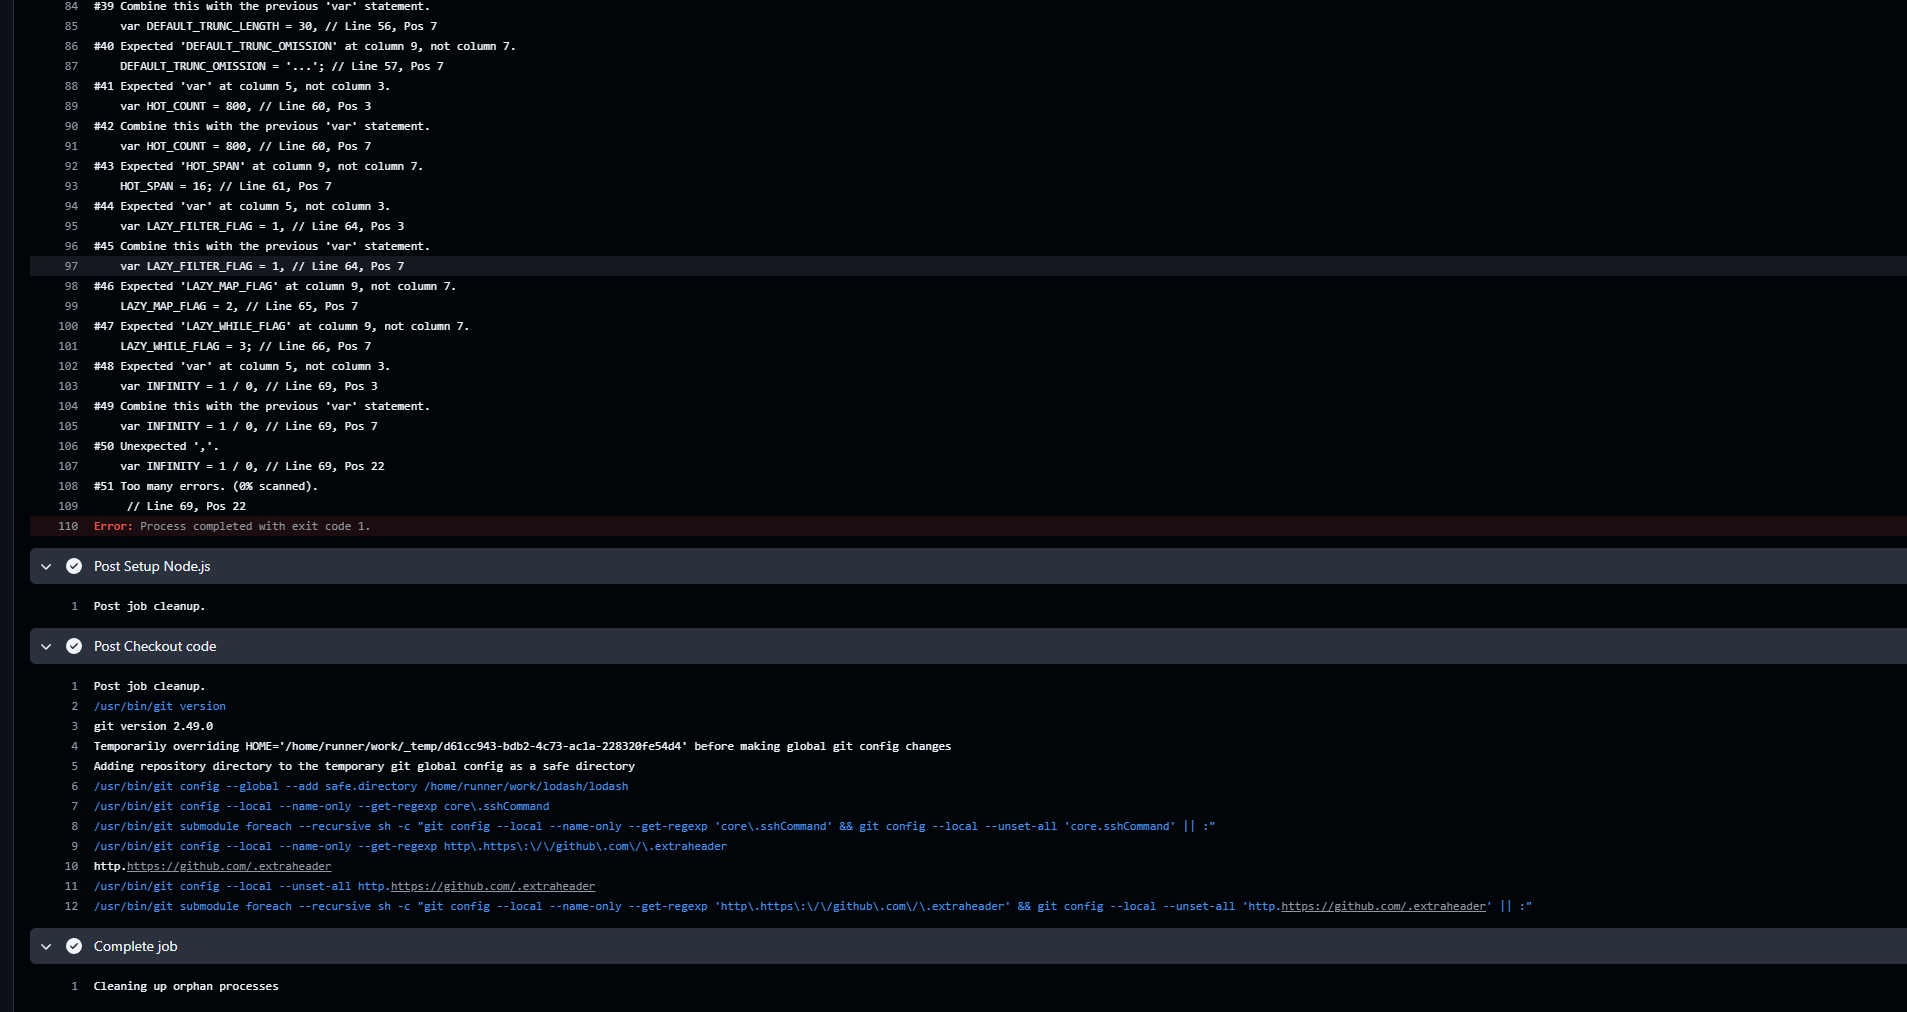 84 #39 Combine this with the previous 'var' statement.
85 var DEFAULT_TRUNC_LENGTH = 30, // Line 56, Pos 7
86 #40 Expected 'DEFAULT_TRUNC_OMISSION' at column 9, not column 7.
87 DEFAULT_TRUNC_OMISSION = '...'; // Line 57, Pos 7
88 #41 Expected 'var' at column 5, not column 3.
89 var HOT_COUNT = 800, // Line 60, Pos 3
90 #42 Combine this with the previous 'var' statement.
91 var HOT_COUNT = 800, // Line 60, Pos 7
92 #43 Expected 'HOT_SPAN' at column 9, not column 7.
93 HOT_SPAN = 16; // Line 61, Pos 7
94 #44 Expected 'var' at column 5, not column 3.
95 var LAZY_FILTER_FLAG = 1, // Line 64, Pos 3
96 #45 Combine this with the previous 'var' statement.
97 var LAZY_FILTER_FLAG = 1, // Line 64, Pos 7
98 #46 Expected 'LAZY_MAP_FLAG' at column 9, not column 7.
99 LAZY_MAP_FLAG = 2, // Line 65, Pos 7
100 #47 Expected 'LAZY_WHILE_FLAG' at column 9, not column 7.
101 LAZY_WHILE_FLAG = 3; // Line 66, Pos 7
102 #48 Expected 'var' at column 5, not column 3.
103 var INFINITY = 1 / 0, // Line 69, Pos 3
104 #49 Combine this with the previous 'var' statement.
105 var INFINITY = 1 / 0, // Line 69, Pos 7
106 #50 Unexpected ','.
107 var INFINITY = 1 / 0, // Line 69, Pos 22
108 #51 Too many errors. (0% scanned).
109 // Line 69, Pos 22
110 Error: Process completed with exit code 1.
Post Setup Node.js
1 Post job cleanup.
Post Checkout code
1 Post job cleanup.
2 /usr/bin/git version
3 git version 2.49.0
4 Temporarily overriding HOME='/home/runner/work/_temp/d61cc943-bdb2-4c73-ac1a-228320fe54d4' before making global git config changes
5 Adding repository directory to the temporary git global config as a safe directory
6 /usr/bin/git config --global --add safe.directory /home/runner/work/lodash/lodash
7 /usr/bin/git config --local --name-only --get-regexp core\.sshCommand
8 /usr/bin/git submodule foreach --recursive sh -c "git config --local --name-only --get-regexp 'core\.sshCommand' && git config --local --unset-all 'core.sshCommand' || :"
9 /usr/bin/git config --local --name-only --get-regexp http\.https\:\/\/github\.com\/\.extraheader
10 http.https://github.com/.extraheader
11 /usr/bin/git config --local --unset-all http.https://github.com/.extraheader
12 /usr/bin/git submodule foreach --recursive sh -c "git config --local --name-only --get-regexp 'http\.https\:\/\/github\.com\/\.extraheader' && git config --local --unset-all 'http.https://github.com/.extraheader' || :"
Complete job
1 Cleaning up orphan processes